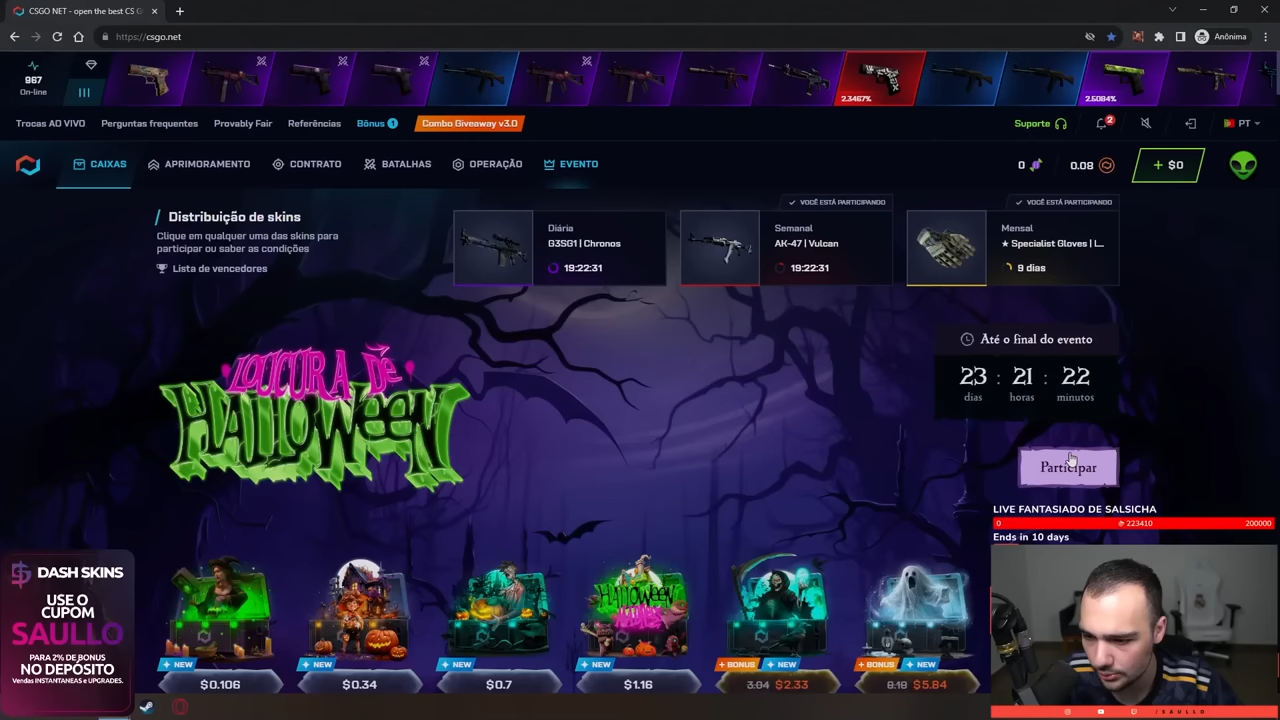 CSGO NET - open the best CS G
https://csgo.net
Anônima
967
On-line
2.3467%
2.5084%
Trocas AO VIVO
Perguntas frequentes
Provably Fair
Referências
Bônus 1
Combo Giveaway v3.0
Suporte
2
PT
CAIXAS
APRIMORAMENTO
CONTRATO
BATALHAS
OPERAÇÃO
EVENTO
0
0.08
+ $0
Distribuição de skins
Clique em qualquer uma das skins para
participar ou saber as condições
Lista de vencedores
Diária
G3SG1 | Chronos
19:22:31
VOCÊ ESTÁ PARTICIPANDO
Semanal
AK-47 | Vulcan
19:22:31
VOCÊ ESTÁ PARTICIPANDO
Mensal
★ Specialist Gloves | L...
9 dias
LOUCURA DÉ
HALLOWEEN
Até o final do evento
23 : 21 : 22
dias horas minutos
Participar
LIVE FANTASIADO DE SALSICHA
0 223410 200000
Ends in 10 days
DASH SKINS
USE O
CUPOM
SAULLO
PARA 2% DE BONUS
NO DEPÓSITO
Vendas INSTANTANEAS e UPGRADES.
NEW
$0.106
NEW
$0.34
NEW
$0.7
NEW
$1.16
+ BONUS NEW
3.04 $2.33
+ BONUS NEW
8.18 $5.84
/SAULLO